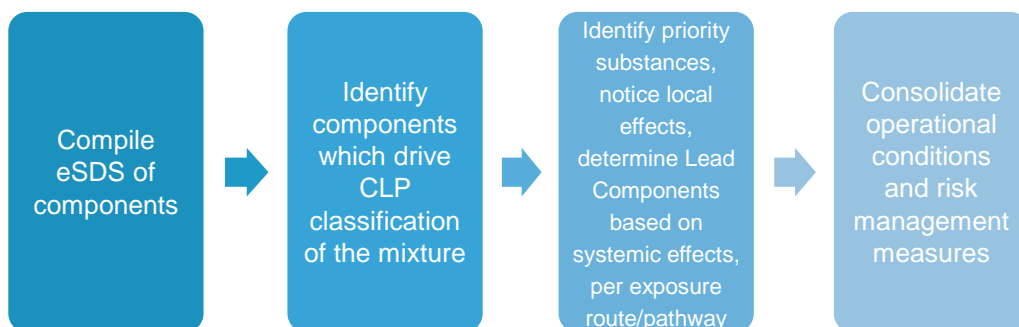 Compile
eSDS of
components
Identify
components
which drive
CLP
classification
of the mixture
Identify priority
substances,
notice local
effects,
determine Lead
Components
based on
systemic effects,
per exposure
route/pathway
Consolidate
operational
conditions
and risk
management
measures